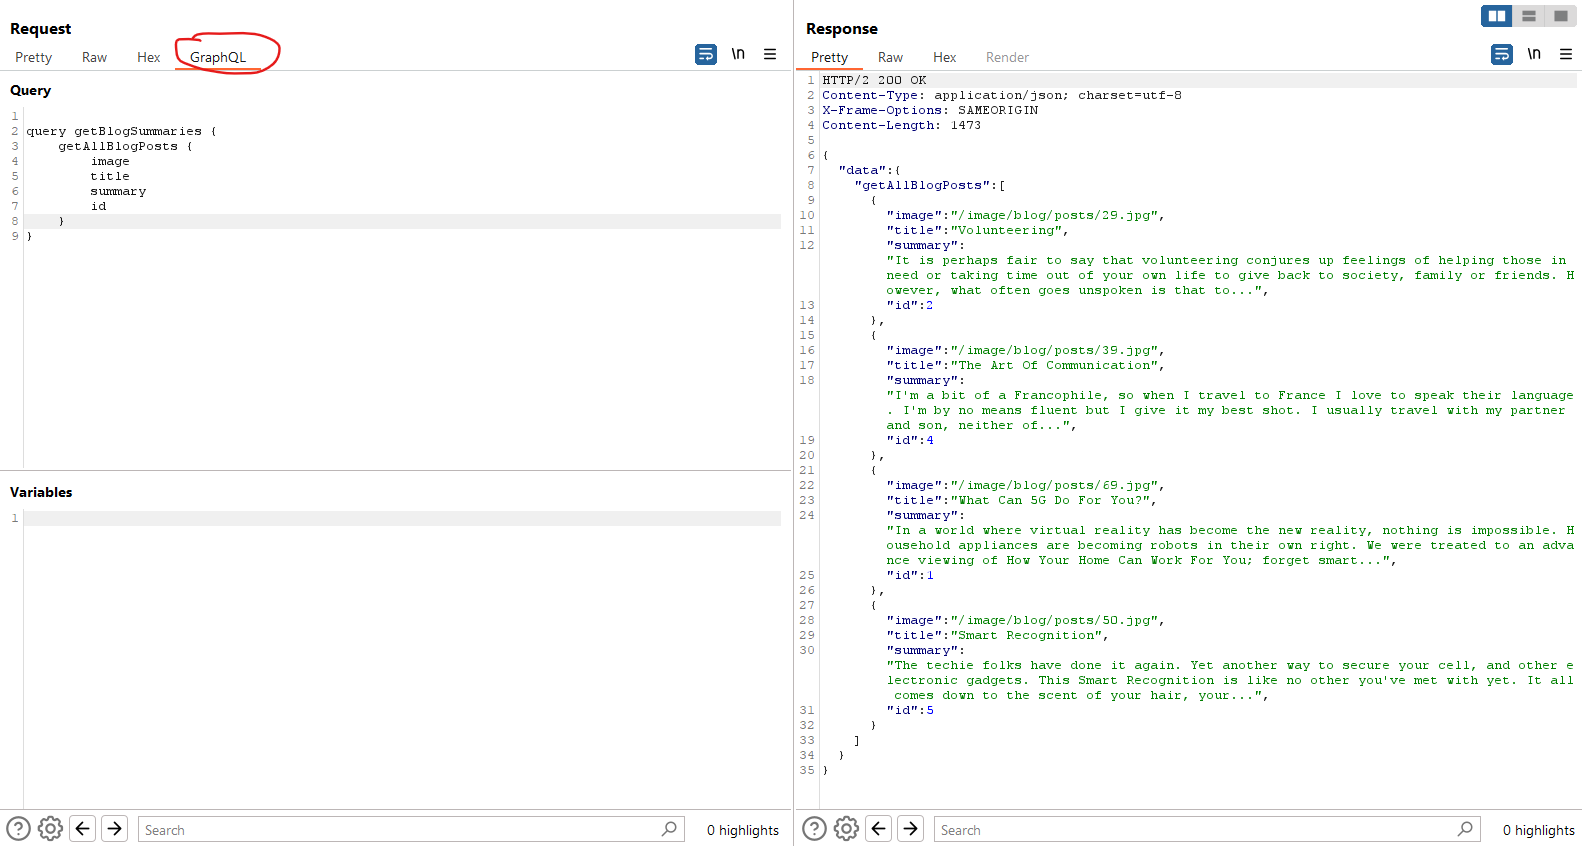 Request
Pretty Raw Hex GraphQL \n
Query
1
2 query getBlogSummaries {
3 getAllBlogPosts {
4 image
5 title
6 summary
7 id
8 }
9 }
Variables
1
Search 0 highlights
Response
Pretty Raw Hex Render \n
1 HTTP/2 200 OK
2 Content-Type: application/json; charset=utf-8
3 X-Frame-Options: SAMEORIGIN
4 Content-Length: 1473
5
6 {
7 "data":{
8 "getAllBlogPosts":[
9 {
10 "image":"/image/blog/posts/29.jpg",
11 "title":"Volunteering",
12 "summary":
"It is perhaps fair to say that volunteering conjures up feelings of helping those in
need or taking time out of your own life to give back to society, family or friends. H
owever, what often goes unspoken is that to...",
13 "id":2
14 },
15 {
16 "image":"/image/blog/posts/39.jpg",
17 "title":"The Art Of Communication",
18 "summary":
"I'm a bit of a Francophile, so when I travel to France I love to speak their language
. I'm by no means fluent but I give it my best shot. I usually travel with my partner
and son, neither of...",
19 "id":4
20 },
21 {
22 "image":"/image/blog/posts/69.jpg",
23 "title":"What Can 5G Do For You?",
24 "summary":
"In a world where virtual reality has become the new reality, nothing is impossible. H
ousehold appliances are becoming robots in their own right. We were treated to an adva
nce viewing of How Your Home Can Work For You; forget smart...",
25 "id":1
26 },
27 {
28 "image":"/image/blog/posts/50.jpg",
29 "title":"Smart Recognition",
30 "summary":
"The techie folks have done it again. Yet another way to secure your cell, and other e
lectronic gadgets. This Smart Recognition is like no other you've met with yet. It all
comes down to the scent of your hair, your...",
31 "id":5
32 }
33 ]
34 }
35 }
Search 0 highlights